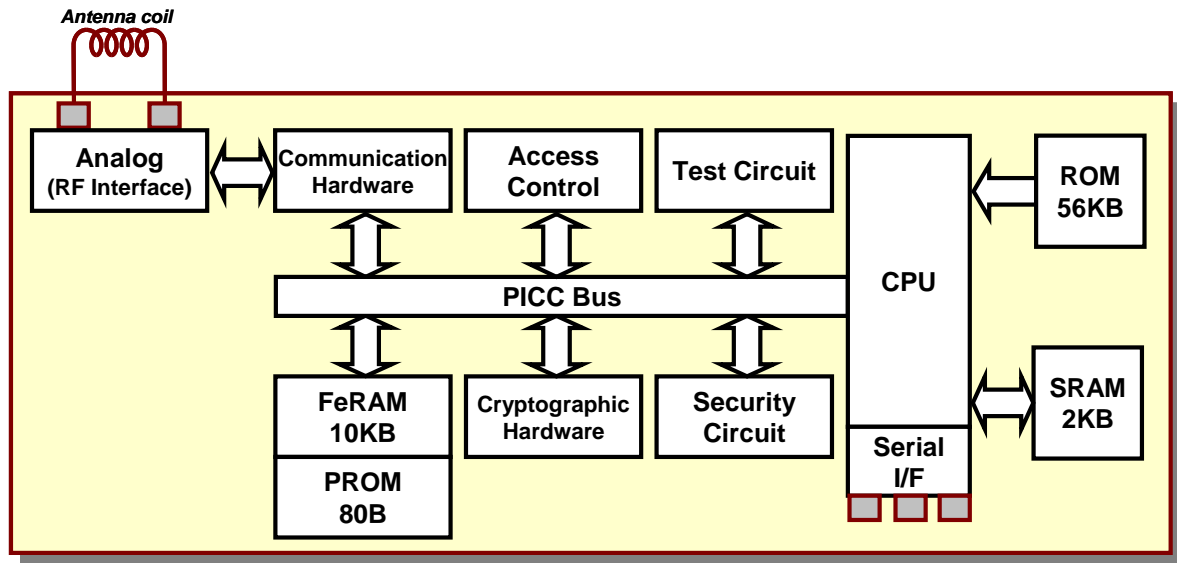 Antenna coil
Analog
(RF Interface)
Communication
Hardware
Access
Control
Test Circuit
CPU
ROM
56KB
PICC Bus
FeRAM
10KB
Cryptographic
Hardware
Security
Circuit
SRAM
2KB
Serial
I/F
PROM
80B